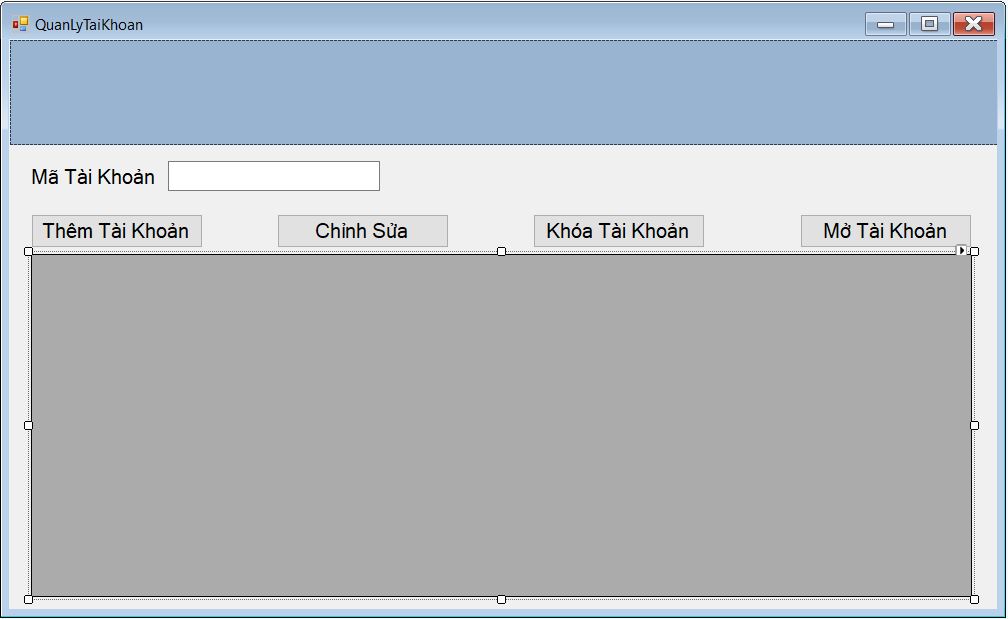 QuanLyTaiKhoan
Mã Tài Khoản
Thêm Tài Khoản Chỉnh Sửa Khóa Tài Khoản Mở Tài Khoản